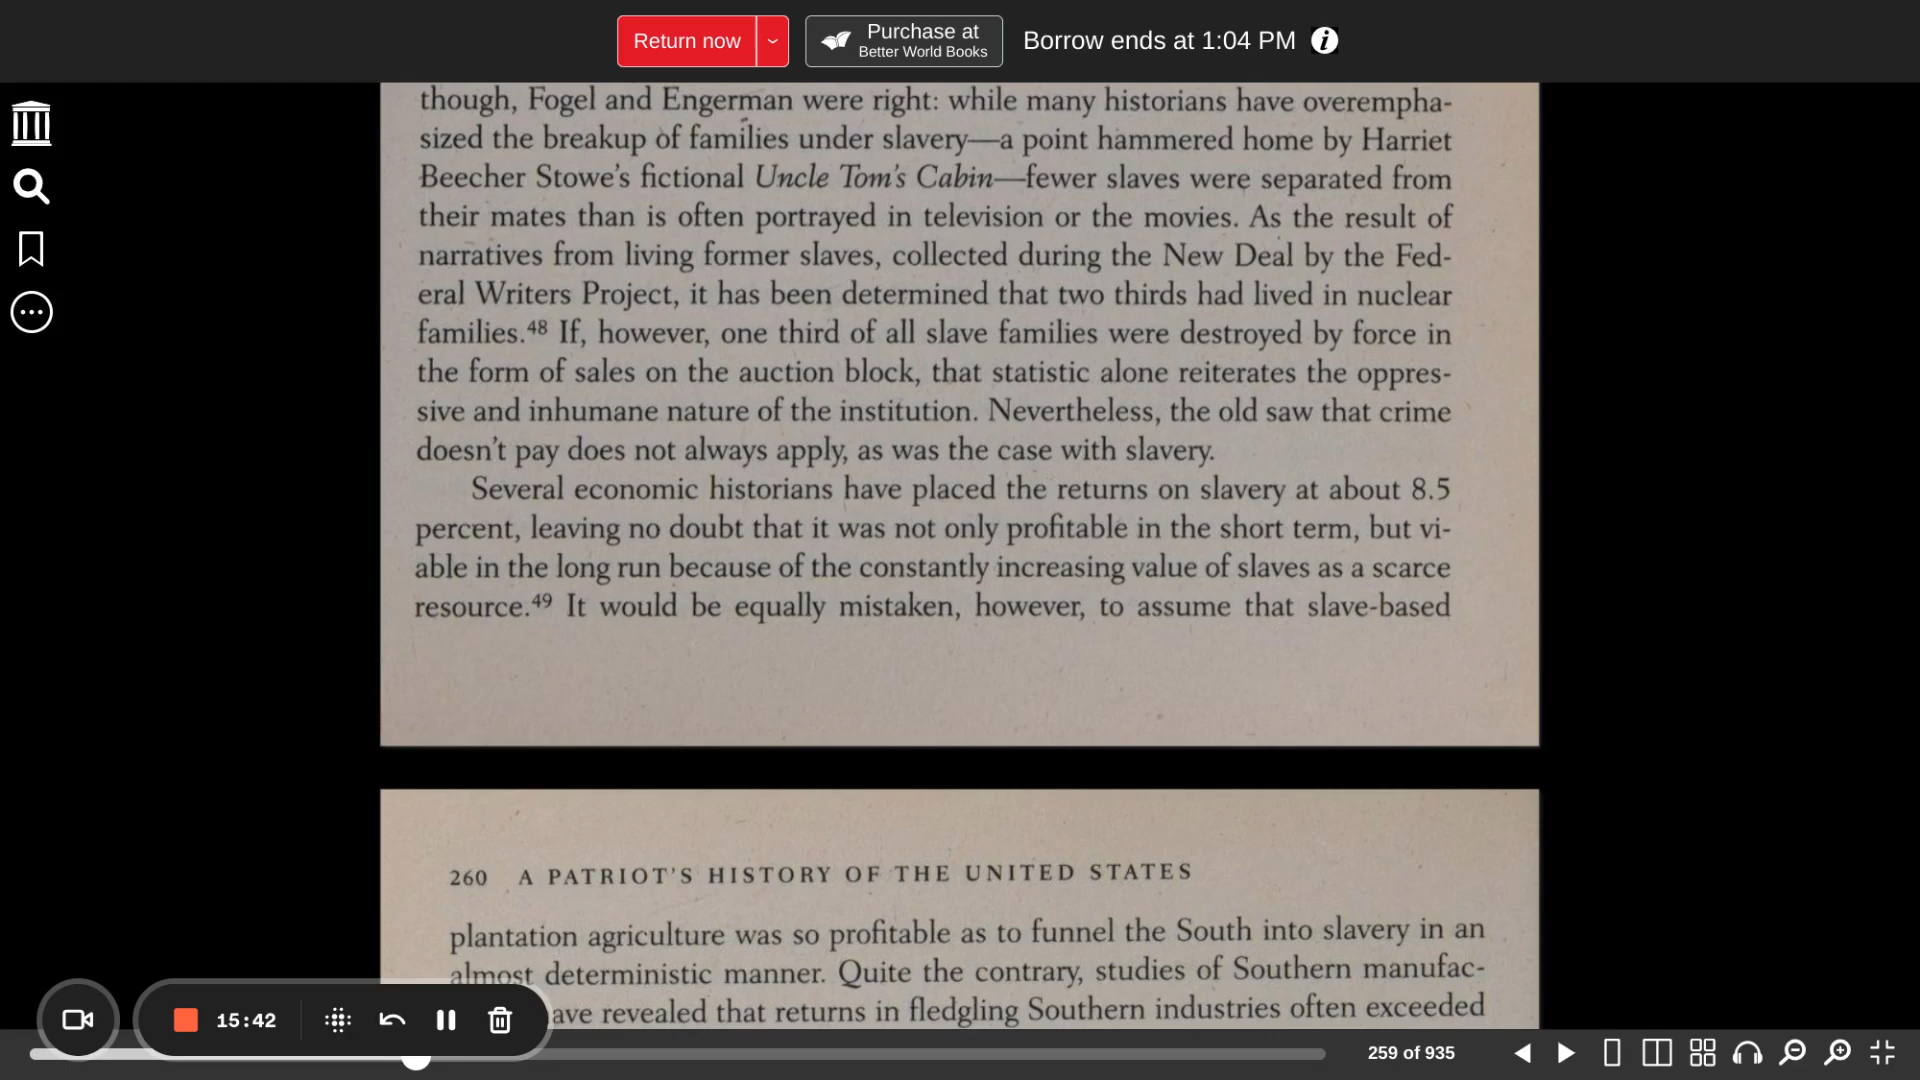 Return now
Purchase at
Better World Books
Borrow ends at 1:04 PM
though, Fogel and Engerman were right: while many historians have overempha-
sized the breakup of families under slavery—a point hammered home by Harriet
Beecher Stowe's fictional Uncle Tom's Cabin—fewer slaves were separated from
their mates than is often portrayed in television or the movies. As the result of
narratives from living former slaves, collected during the New Deal by the Fed-
eral Writers Project, it has been determined that two thirds had lived in nuclear
families.48 If, however, one third of all slave families were destroyed by force in
the form of sales on the auction block, that statistic alone reiterates the oppres-
sive and inhumane nature of the institution. Nevertheless, the old saw that crime
doesn't pay does not always apply, as was the case with slavery.
Several economic historians have placed the returns on slavery at about 8.5
percent, leaving no doubt that it was not only profitable in the short term, but vi-
able in the long run because of the constantly increasing value of slaves as a scarce
resource.49 It would be equally mistaken, however, to assume that slave-based
260 A PATRIOT'S HISTORY OF THE UNITED STATES
plantation agriculture was so profitable as to funnel the South into slavery in an
almost deterministic manner. Quite the contrary, studies of Southern manufac-
ave revealed that returns in fledgling Southern industries often exceeded
15:42
259 of 935